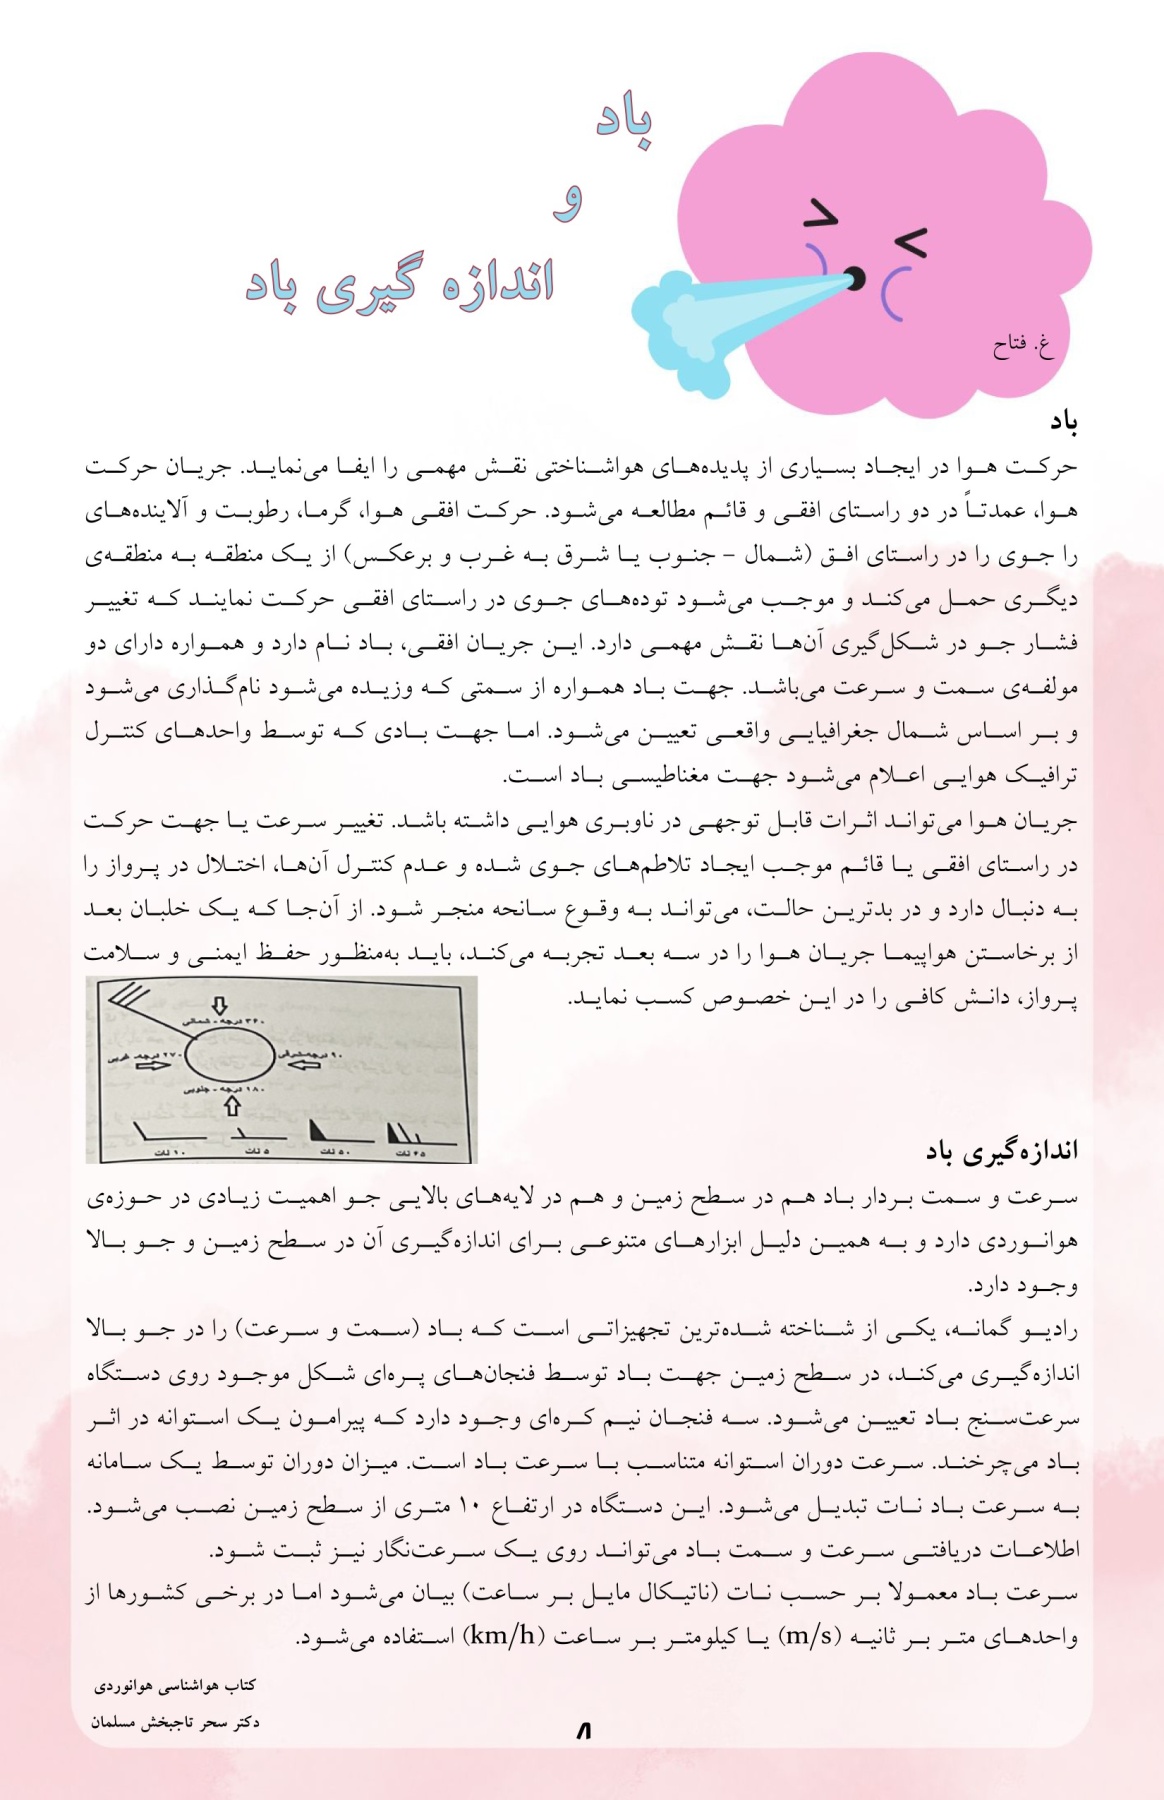 باد
و
اندازه گیری باد
غ. فتاح
باد
حرکت هوا در ایجاد بسیاری از پدیده‌های هواشناختی نقش مهمی را ایفا می‌نماید. جریان حرکت
هوا، عمدتاً در دو راستای افقی و قائم مطالعه می‌شود. حرکت افقی هوا، گرما، رطوبت و آلاینده‌های
را جوی را در راستای افق (شمال – جنوب یا شرق به غرب و برعکس) از یک منطقه به منطقه‌ی
دیگری حمل می‌کند و موجب می‌شود توده‌های جوی در راستای افقی حرکت نمایند که تغییر
فشار جو در شکل‌گیری آن‌ها نقش مهمی دارد. این جریان افقی، باد نام دارد و همواره دارای دو
مولفه‌ی سمت و سرعت می‌باشد. جهت باد همواره از سمتی که وزیده می‌شود نام‌گذاری می‌شود
و بر اساس شمال جغرافیایی واقعی تعیین می‌شود. اما جهت بادی که توسط واحدهای کنترل
ترافیک هوایی اعلام می‌شود جهت مغناطیسی باد است.
جریان هوا می‌تواند اثرات قابل توجهی در ناوبری هوایی داشته باشد. تغییر سرعت یا جهت حرکت
در راستای افقی یا قائم موجب ایجاد تلاطم‌های جوی شده و عدم کنترل آن‌ها، اختلال در پرواز را
به دنبال دارد و در بدترین حالت، می‌تواند به وقوع سانحه منجر شود. از آن‌جا که یک خلبان بعد
از برخاستن هواپیما جریان هوا را در سه بعد تجربه می‌کند، باید به‌منظور حفظ ایمنی و سلامت
پرواز، دانش کافی را در این خصوص کسب نماید.
۳۶۰ درجه - شمالی
۲۷۰ درجه- غربی
۹۰ درجه شرقی
۱۸۰ درجه - جنوبی
۱۰ نات
۵ نات
۵۰ نات
۶۵ نات
اندازه‌گیری باد
سرعت و سمت بردار باد هم در سطح زمین و هم در لایه‌های بالایی جو اهمیت زیادی در حوزه‌ی
هوانوردی دارد و به همین دلیل ابزارهای متنوعی برای اندازه‌گیری آن در سطح زمین و جو بالا
وجود دارد.
رادیو گمانه، یکی از شناخته شده‌ترین تجهیزاتی است که باد (سمت و سرعت) را در جو بالا
اندازه‌گیری می‌کند، در سطح زمین جهت باد توسط فنجان‌های پره‌ای شکل موجود روی دستگاه
سرعت‌سنج باد تعیین می‌شود. سه فنجان نیم کره‌ای وجود دارد که پیرامون یک استوانه در اثر
باد می‌چرخند. سرعت دوران استوانه متناسب با سرعت باد است. میزان دوران توسط یک سامانه
به سرعت باد نات تبدیل می‌شود. این دستگاه در ارتفاع ۱۰ متری از سطح زمین نصب می‌شود.
اطلاعات دریافتی سرعت و سمت باد می‌تواند روی یک سرعت‌نگار نیز ثبت شود.
سرعت باد معمولا بر حسب نات (ناتیکال مایل بر ساعت) بیان می‌شود اما در برخی کشورها از
واحدهای متر بر ثانیه (m/s) یا کیلومتر بر ساعت (km/h) استفاده می‌شود.
کتاب هواشناسی هوانوردی
دکتر سحر تاجبخش مسلمان
۸